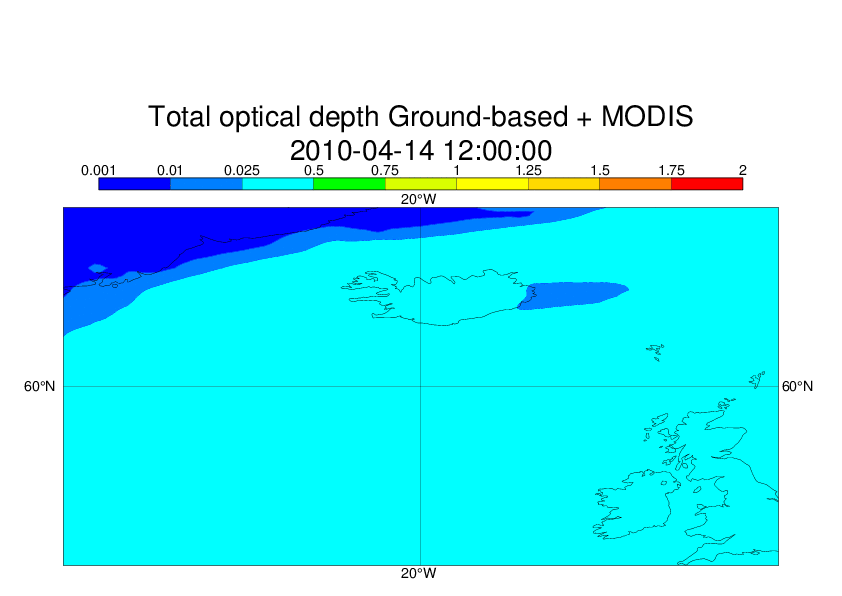 Total optical depth Ground-based + MODIS
2010-04-14 12:00:00
0.001 0.01 0.025 0.5 0.75 1 1.25 1.5 1.75 2
20°W
60°N 60°N
20°W